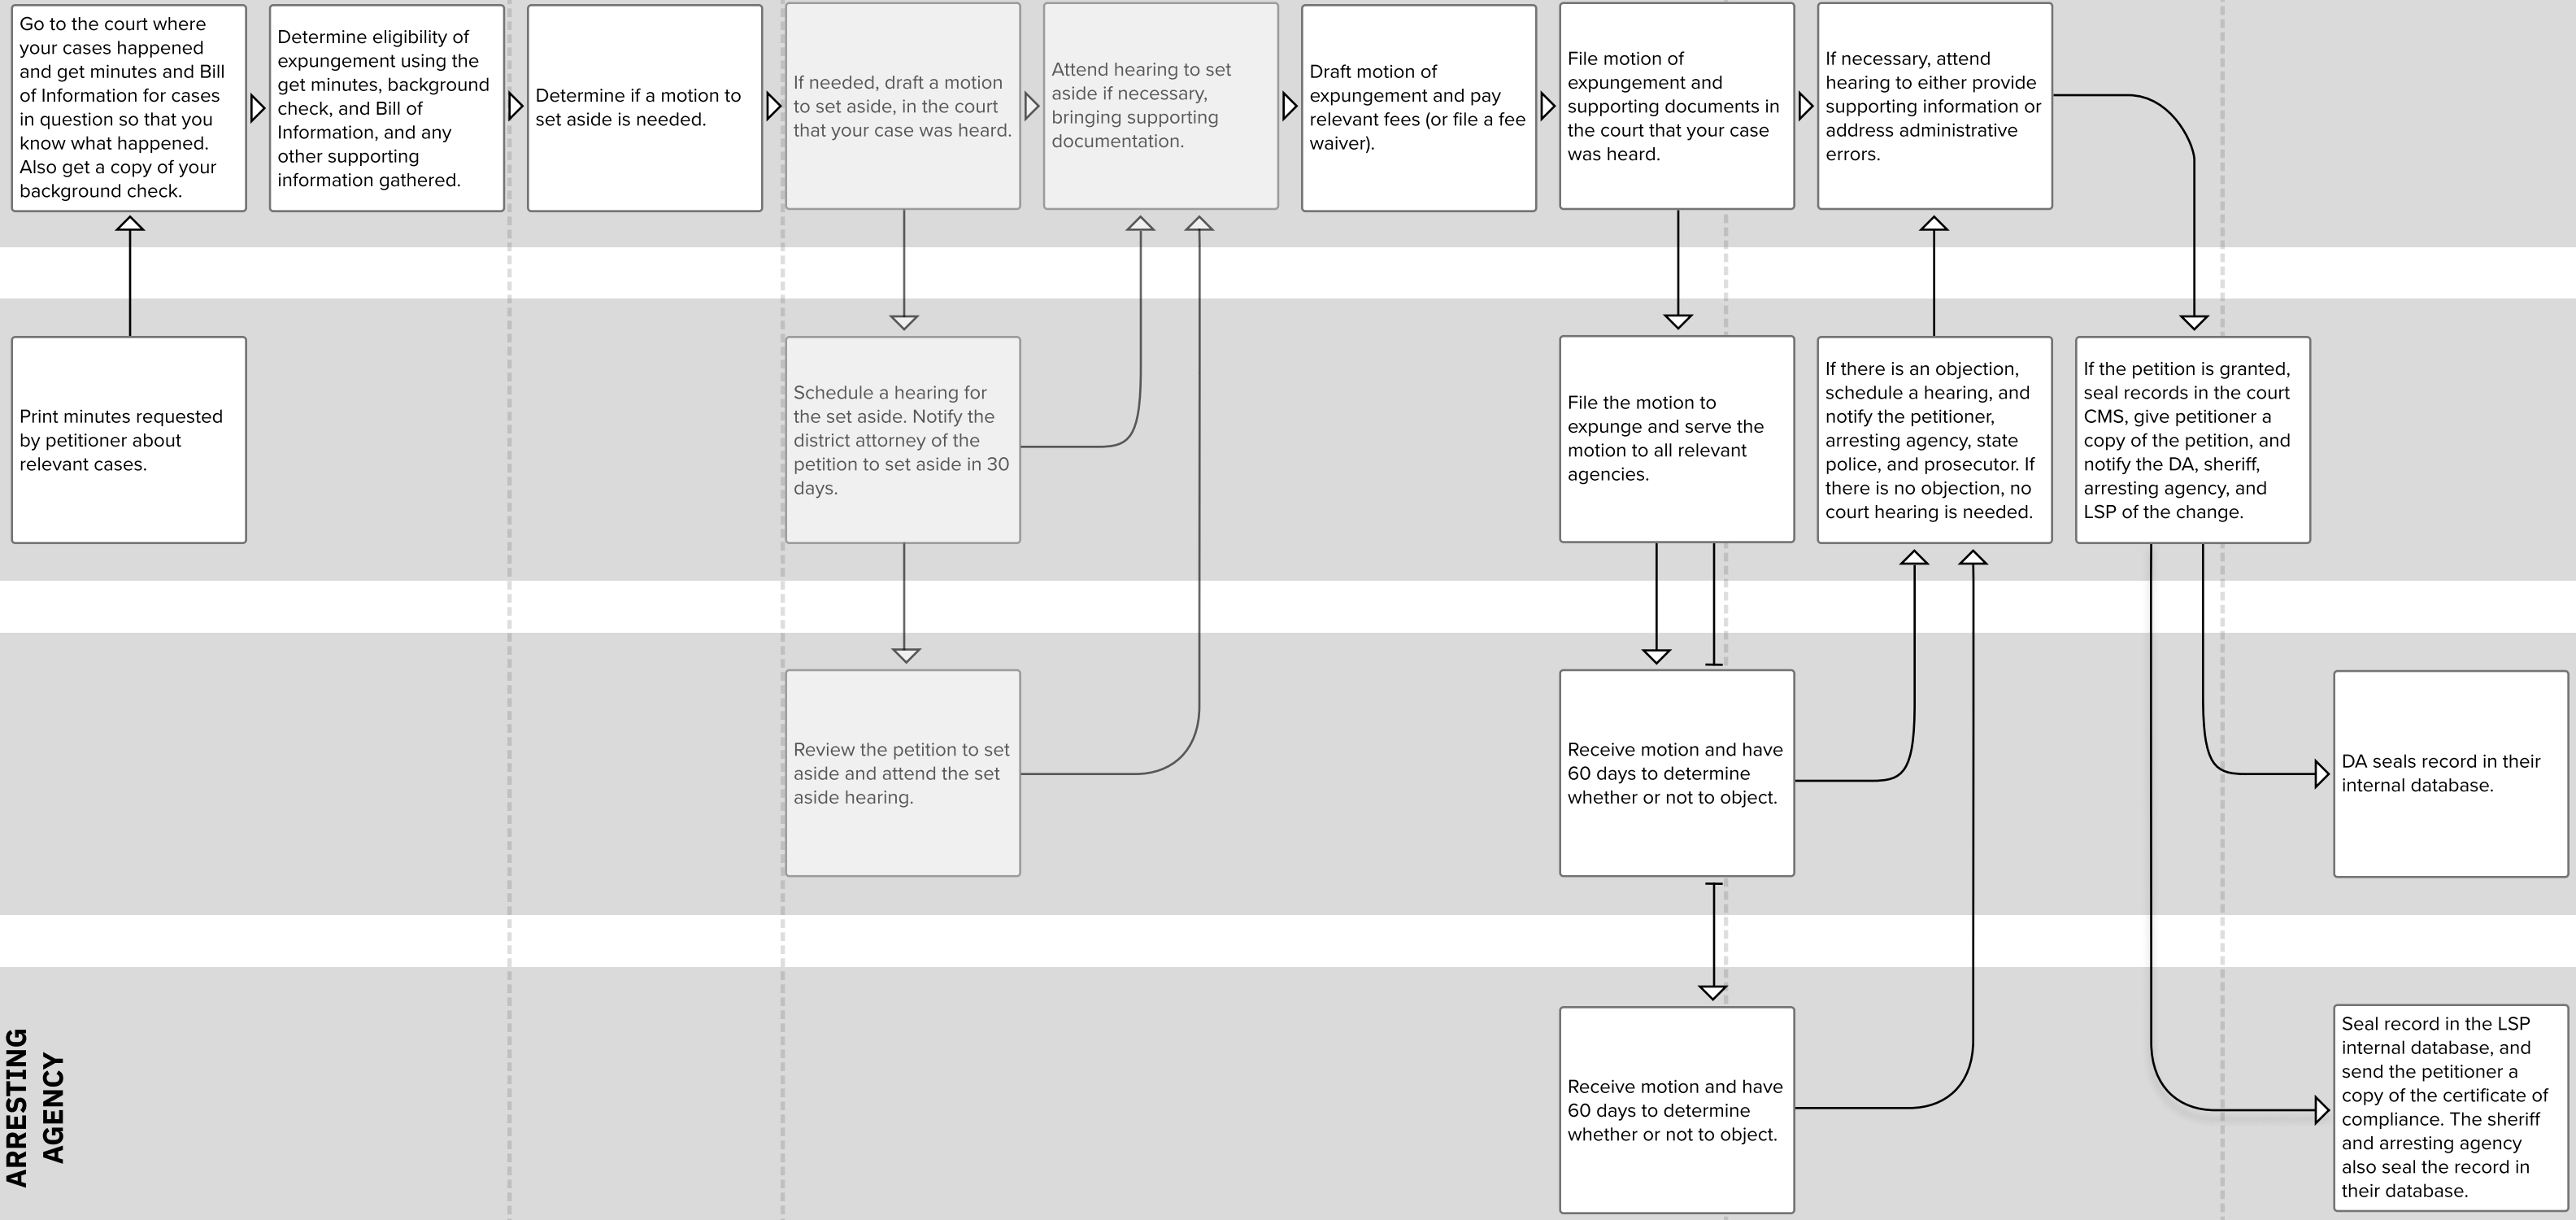 Go to the court where
your cases happened
and get minutes and Bill
of Information for cases
in question so that you
know what happened.
Also get a copy of your
background check.
Determine eligibility of
expungement using the
get minutes, background
check, and Bill of
Information, and any
other supporting
information gathered.
Determine if a motion to
set aside is needed.
If needed, draft a motion
to set aside, in the court
that your case was heard.
Attend hearing to set
aside if necessary,
bringing supporting
documentation.
Draft motion of
expungement and pay
relevant fees (or file a fee
waiver).
File motion of
expungement and
supporting documents in
the court that your case
was heard.
If necessary, attend
hearing to either provide
supporting information or
address administrative
errors.
Print minutes requested
by petitioner about
relevant cases.
Schedule a hearing for
the set aside. Notify the
district attorney of the
petition to set aside in 30
days.
File the motion to
expunge and serve the
motion to all relevant
agencies.
If there is an objection,
schedule a hearing, and
notify the petitioner,
arresting agency, state
police, and prosecutor. If
there is no objection, no
court hearing is needed.
If the petition is granted,
seal records in the court
CMS, give petitioner a
copy of the petition, and
notify the DA, sheriff,
arresting agency, and
LSP of the change.
Review the petition to set
aside and attend the set
aside hearing.
Receive motion and have
60 days to determine
whether or not to object.
DA seals record in their
internal database.
ARRESTING
AGENCY
Receive motion and have
60 days to determine
whether or not to object.
Seal record in the LSP
internal database, and
send the petitioner a
copy of the certificate of
compliance. The sheriff
and arresting agency
also seal the record in
their database.